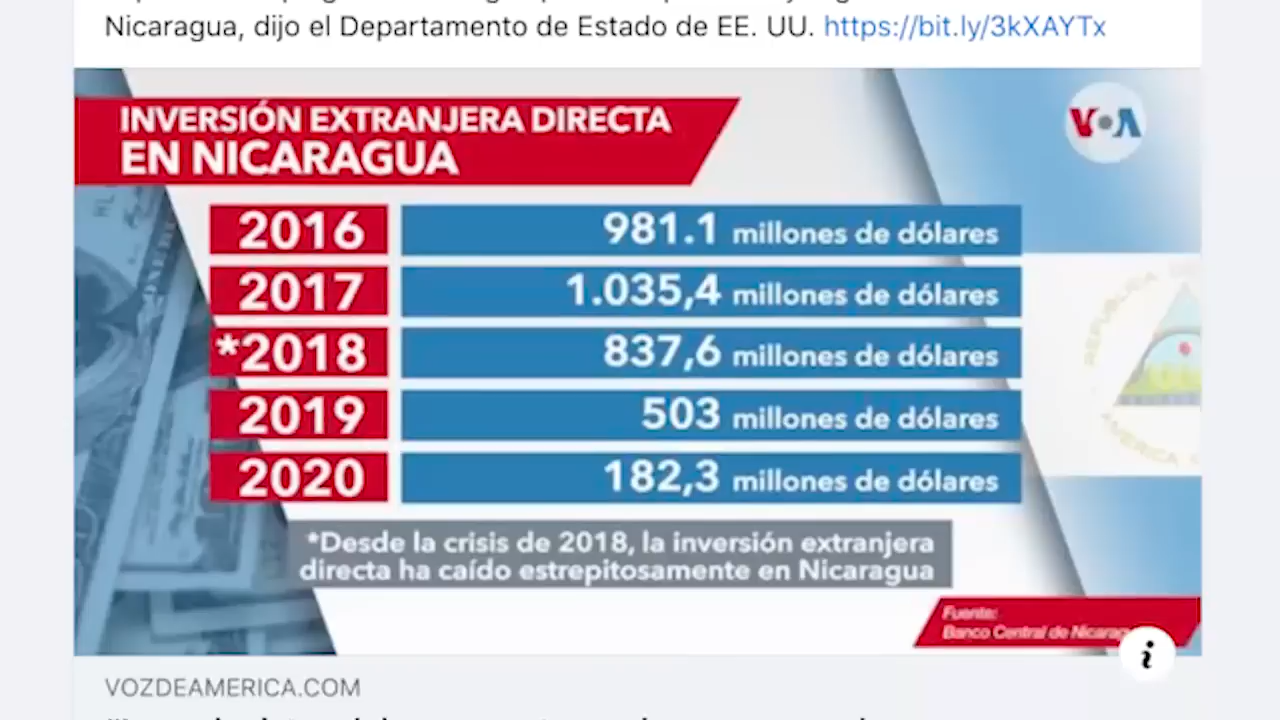 Nicaragua, dijo el Departamento de Estado de EE. UU. https://bit.ly/3kXAYTx
INVERSIÓN EXTRANJERA DIRECTA
EN NICARAGUA
VOA
2016 981.1 millones de dólares
2017 1.035,4 millones de dólares
*2018 837,6 millones de dólares
2019 503 millones de dólares
2020 182,3 millones de dólares
*Desde la crisis de 2018, la inversión extranjera
directa ha caído estrepitosamente en Nicaragua
Fuente:
Banco Central de
i
REPUBLICA
AMERICA
VOZDEAMERICA.COM